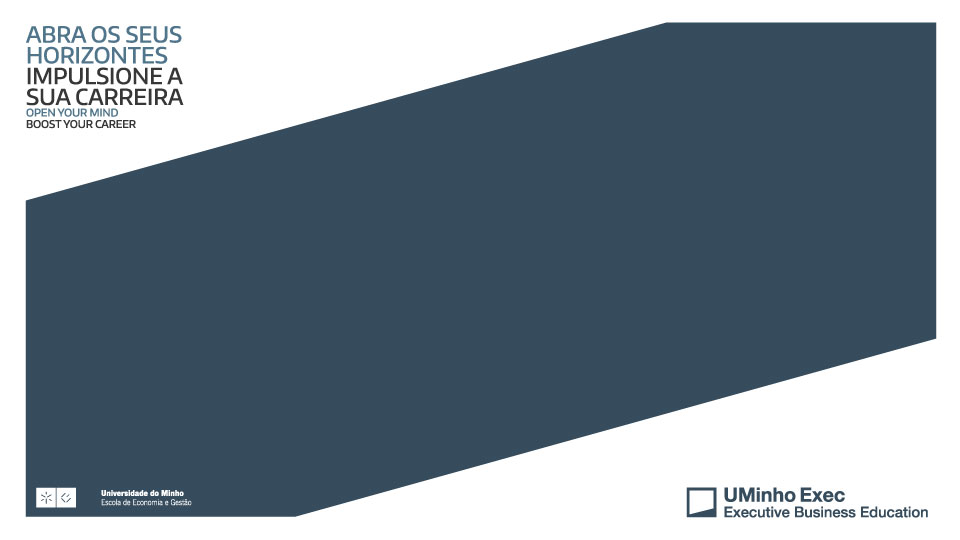 ABRA OS SEUS
HORIZONTES
IMPULSIONE A
SUA CARREIRA
OPEN YOUR MIND
BOOST YOUR CAREER
Universidade do Minho
Escola de Economia e Gestão
UMinho Exec
Executive Business Education